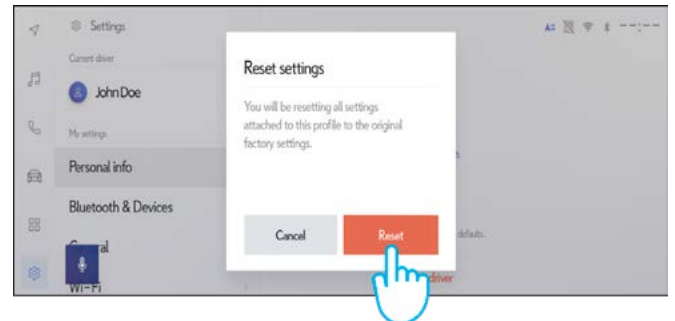 Settings
Current driver
John Doe
My settings
Personal info
Bluetooth & Devices
General
Wi-Fi
Reset settings
You will be resetting all settings
attached to this profile to the original
factory settings.
Cancel
Reset
defaults.
driver
--:--